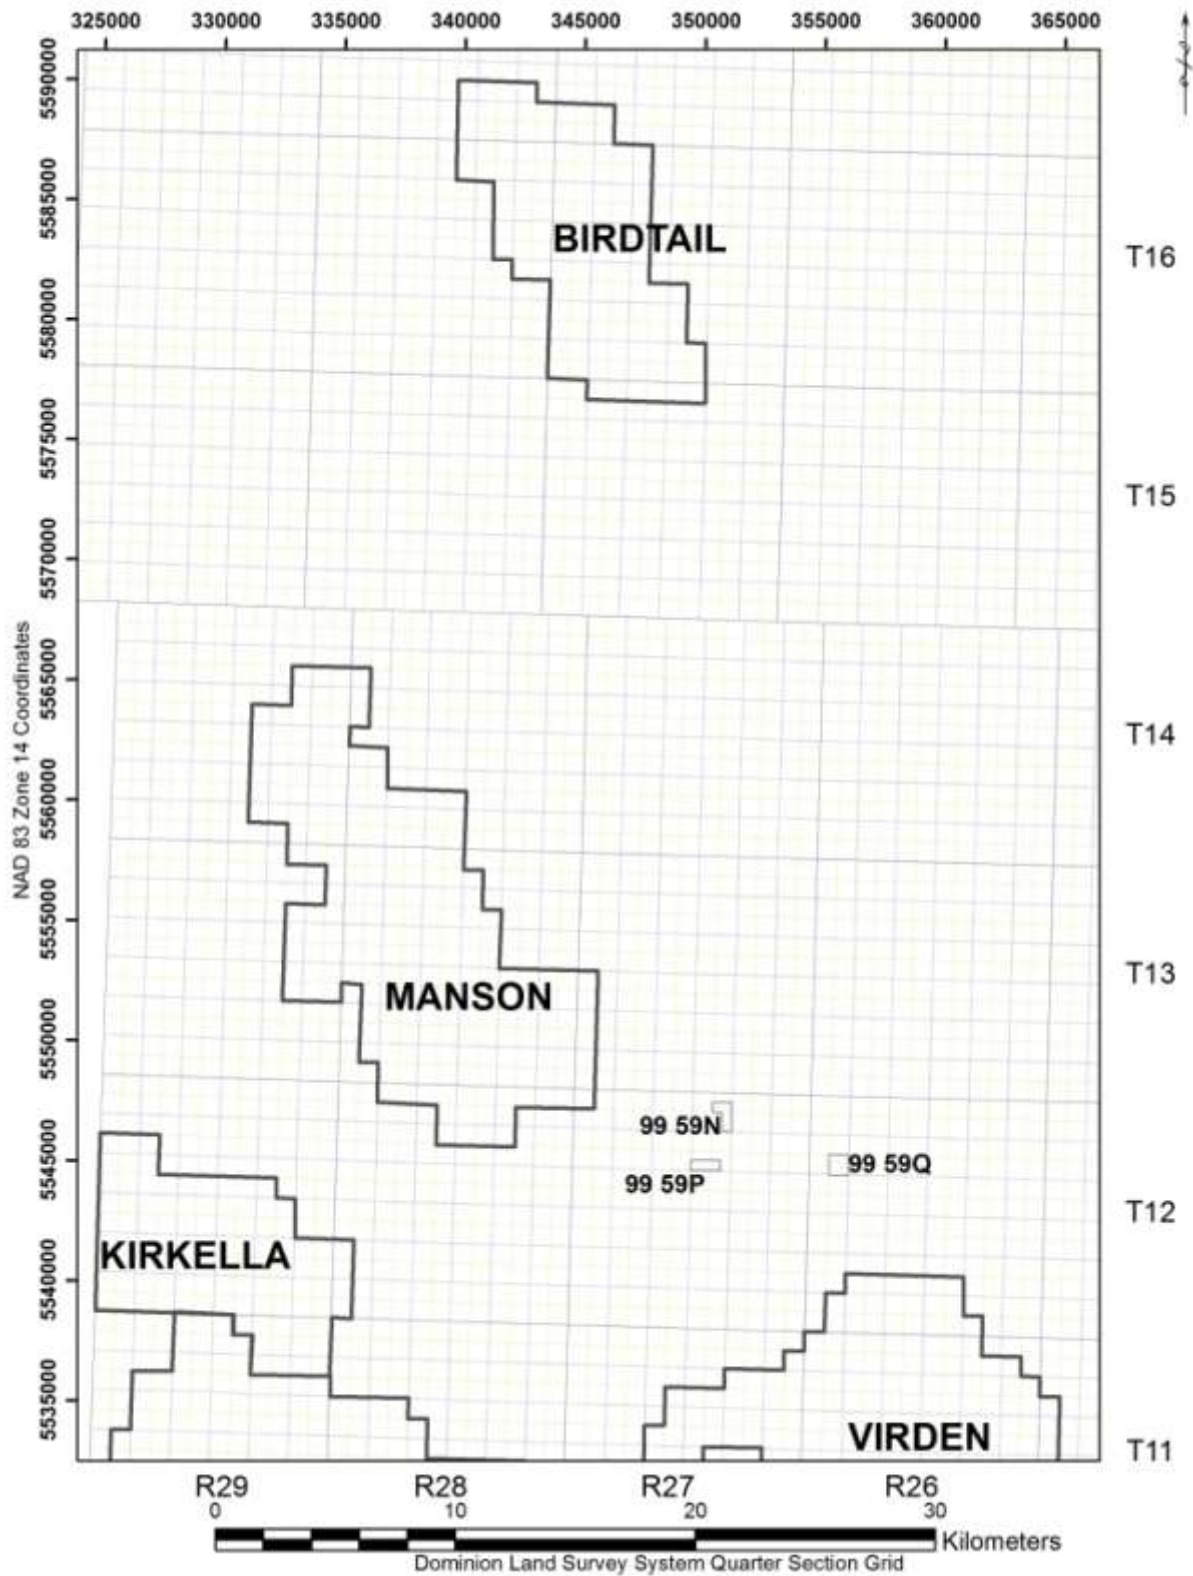 325000 330000 335000 340000 345000 350000 355000 360000 365000
5590000
5585000
BIRDTAIL
T16
5580000
5575000
T15
5570000
NAD 83 Zone 14 Coordinates
5565000
T14
5560000
5555000
MANSON
T13
5550000
99 59N
5545000
99 59P
99 59Q
T12
KIRKELLA
5540000
5535000
VIRDEN
T11
R29 R28 R27 R26
0 10 20 30
Kilometers
Dominion Land Survey System Quarter Section Grid